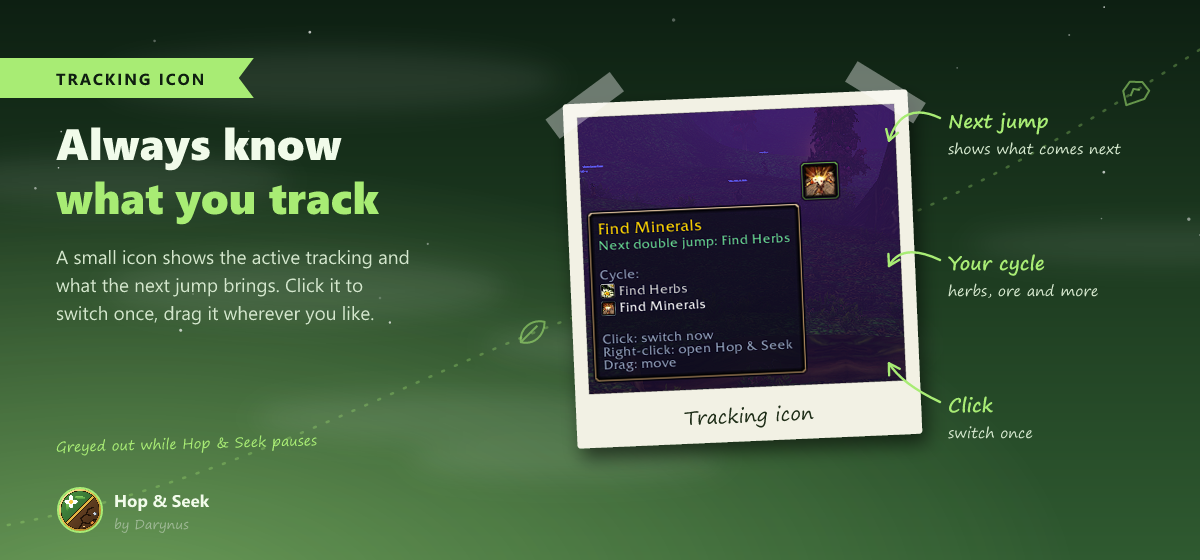 TRACKING ICON
Always know
what you track
A small icon shows the active tracking and
what the next jump brings. Click it to
switch once, drag it wherever you like.
Greyed out while Hop & Seek pauses
Hop & Seek
by Darynus
Find Minerals
Next double jump: Find Herbs
Cycle:
Find Herbs
Find Minerals
Click: switch now
Right-click: open Hop & Seek
Drag: move
Tracking icon
Next jump
shows what comes next
Your cycle
herbs, ore and more
Click
switch once